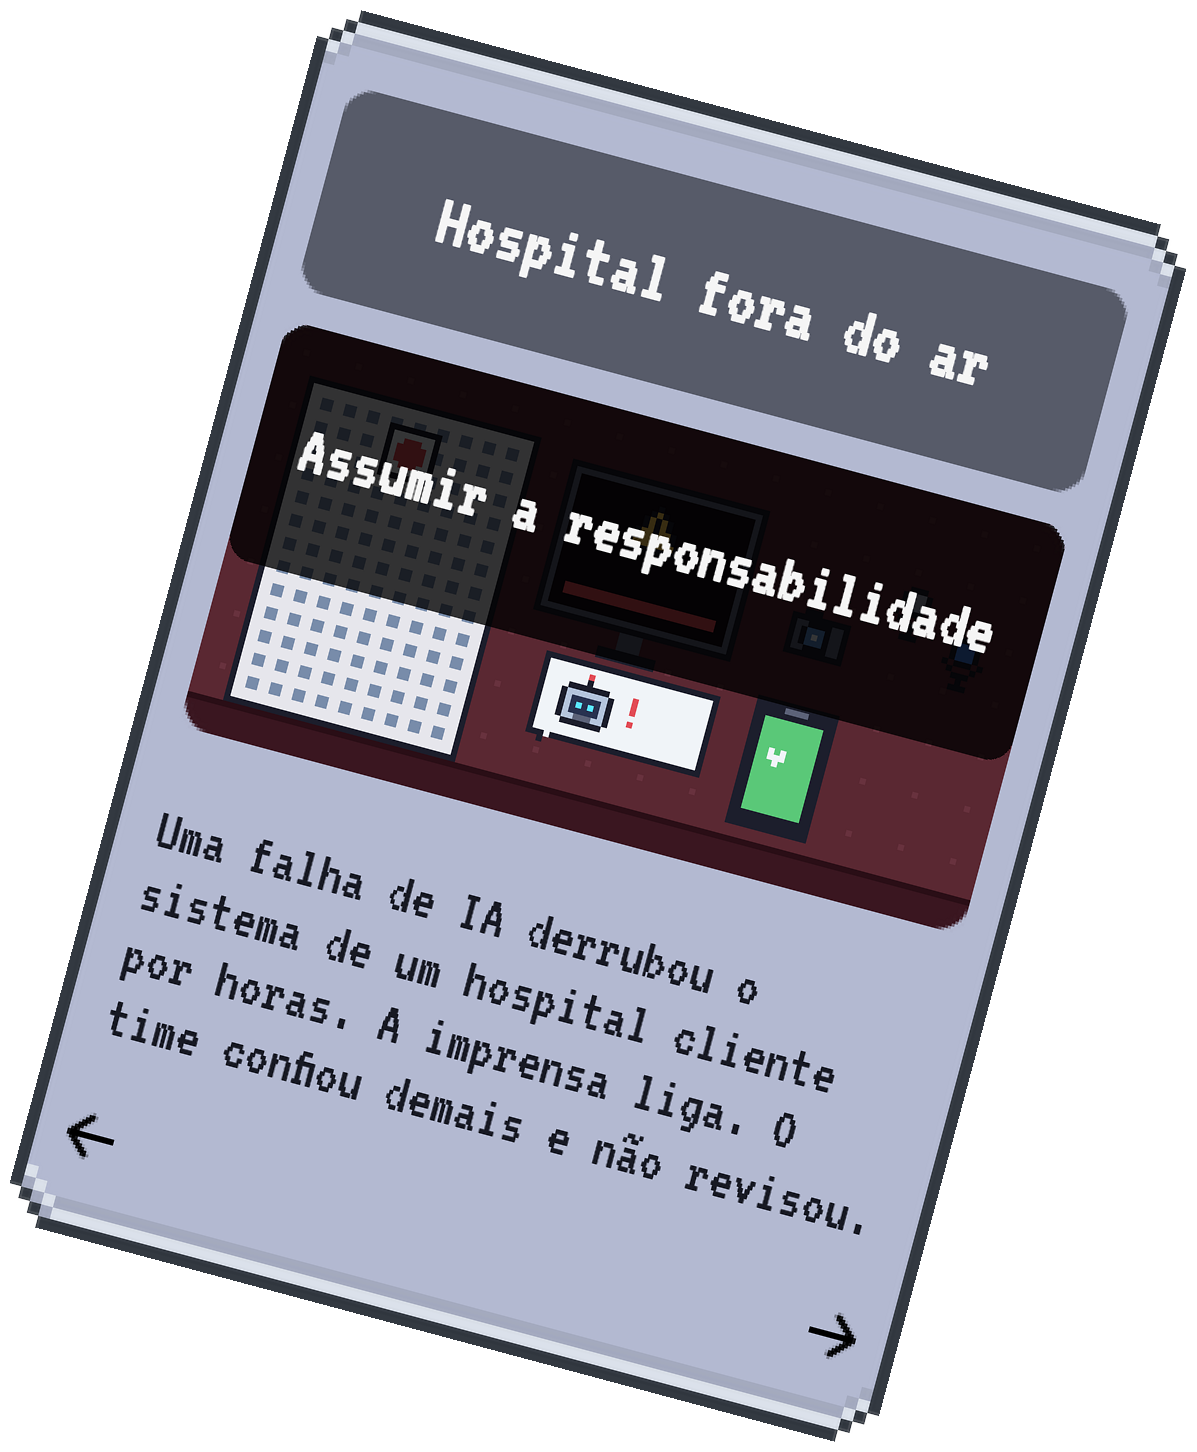 Hospital fora do ar
Assumir a responsabilidade
!
Uma falha de IA derrubou o
sistema de um hospital cliente
por horas. A imprensa liga. O
time confiou demais e não revisou.